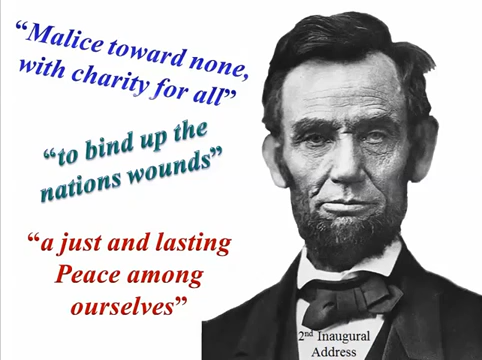 “Malice toward none,
with charity for all”
“to bind up the
nations wounds”
“a just and lasting
Peace among
ourselves”
2nd Inaugural
Address